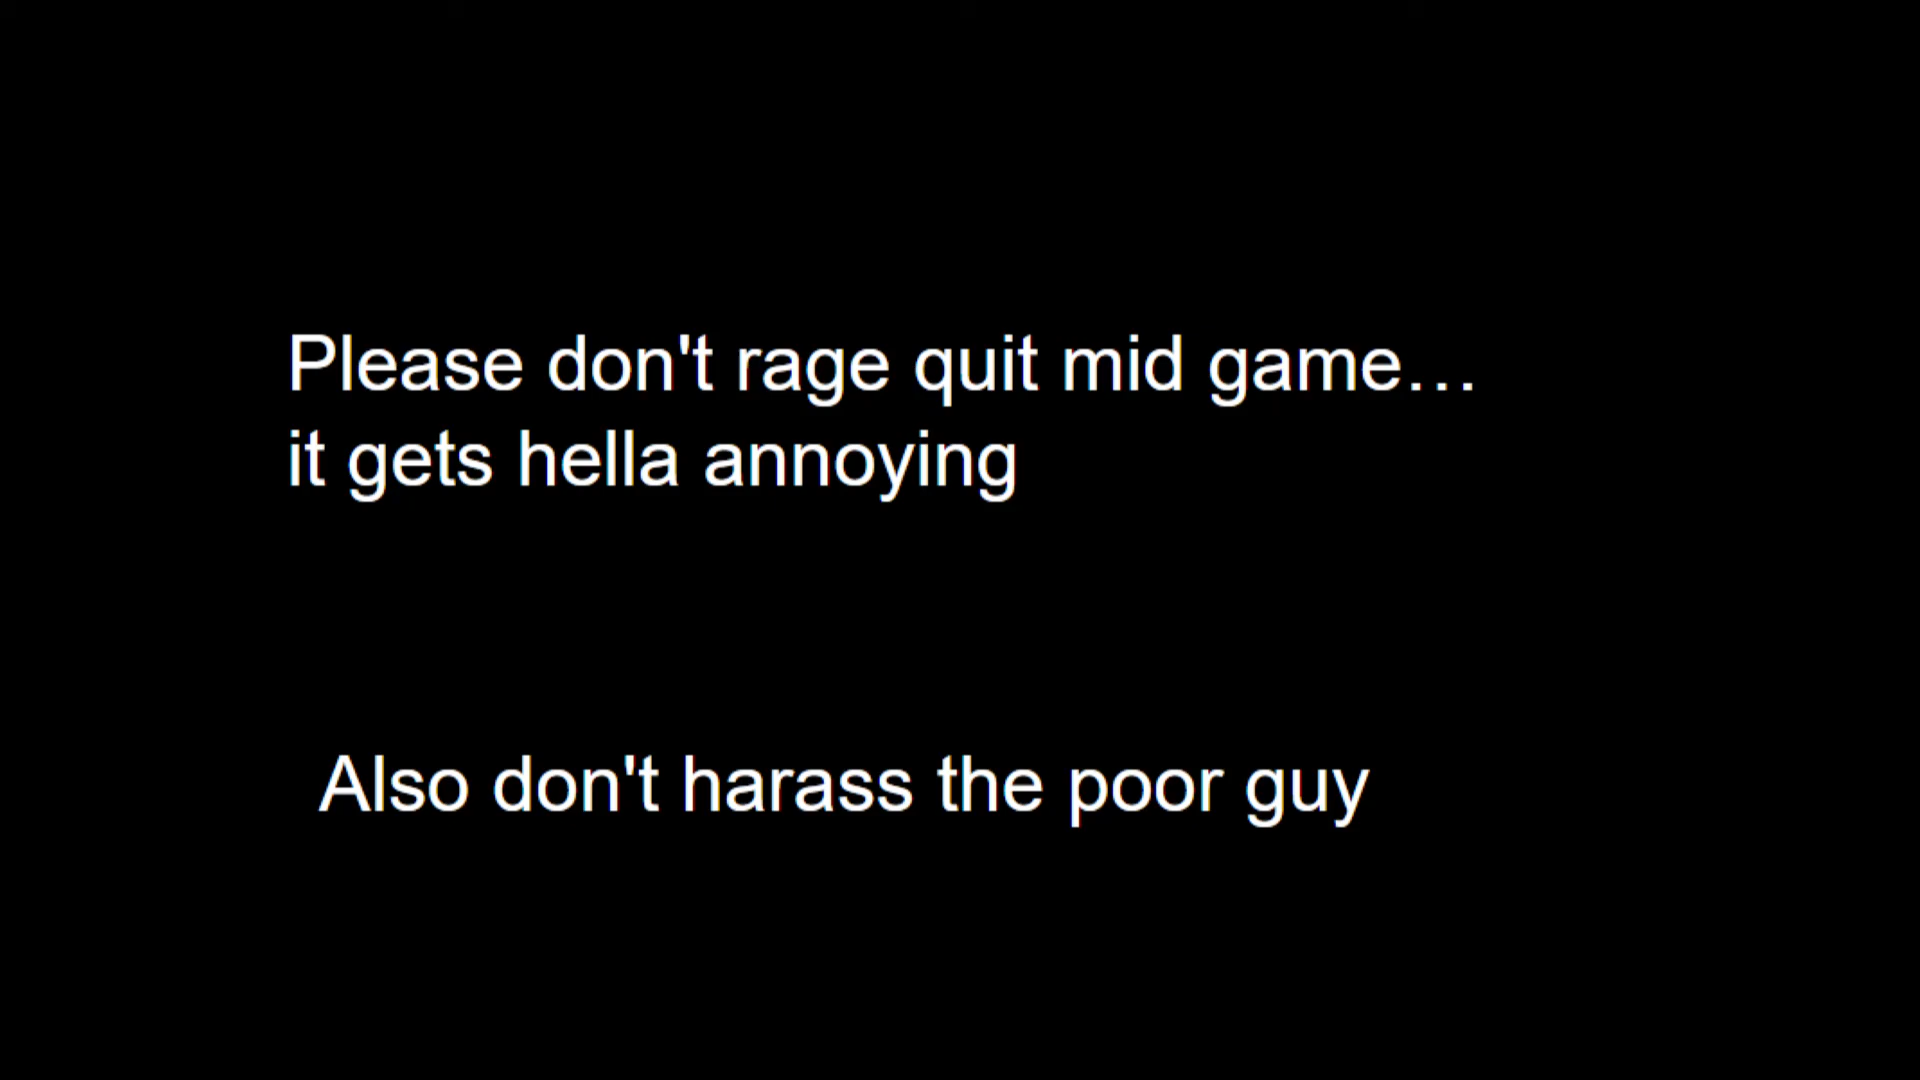 Please don't rage quit mid game...
it gets hella annoying
Also don't harass the poor guy